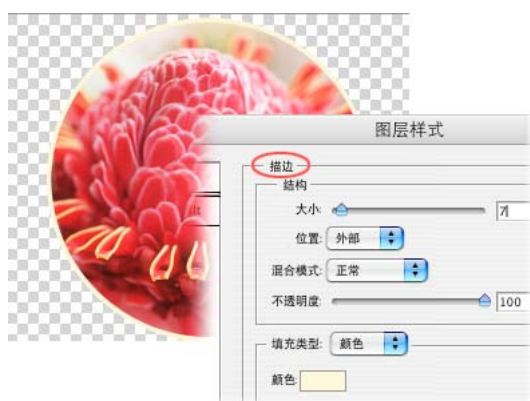 图层样式
描边
结构
大小: 7
位置: 外部
混合模式: 正常
不透明度: 100
填充类型: 颜色
颜色: